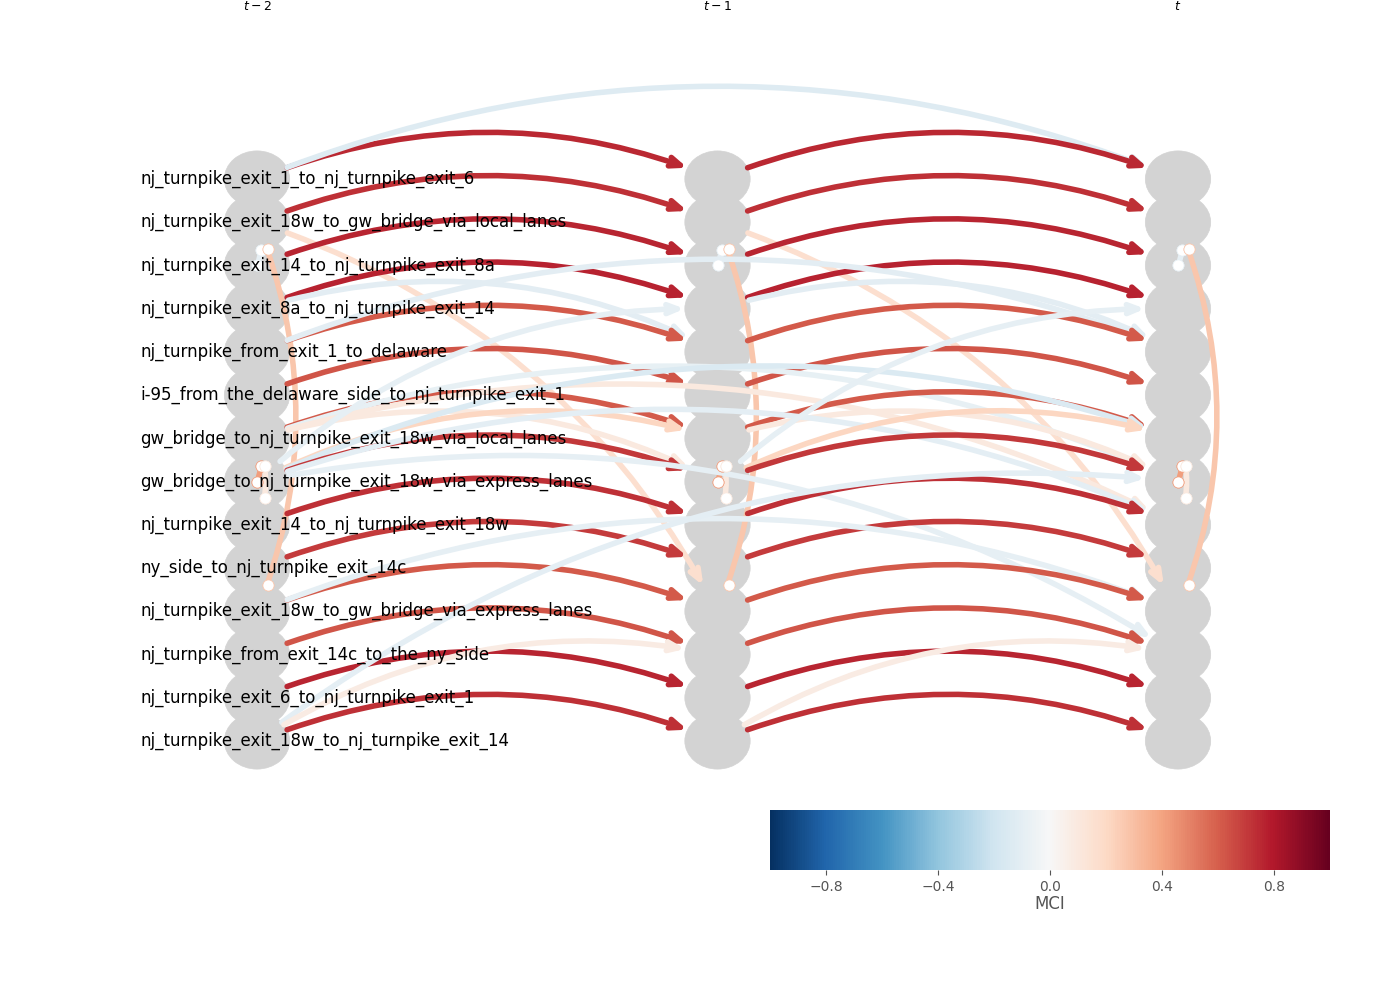 t − 2 t − 1 t
nj_turnpike_exit_1_to_nj_turnpike_exit_6
nj_turnpike_exit_18w_to_gw_bridge_via_local_lanes
nj_turnpike_exit_14_to_nj_turnpike_exit_8a
nj_turnpike_exit_8a_to_nj_turnpike_exit_14
nj_turnpike_from_exit_1_to_delaware
i-95_from_the_delaware_side_to_nj_turnpike_exit_1
gw_bridge_to_nj_turnpike_exit_18w_via_local_lanes
gw_bridge_to_nj_turnpike_exit_18w_via_express_lanes
nj_turnpike_exit_14_to_nj_turnpike_exit_18w
ny_side_to_nj_turnpike_exit_14c
nj_turnpike_exit_18w_to_gw_bridge_via_express_lanes
nj_turnpike_from_exit_14c_to_the_ny_side
nj_turnpike_exit_6_to_nj_turnpike_exit_1
nj_turnpike_exit_18w_to_nj_turnpike_exit_14
−0.8 −0.4 0.0 0.4 0.8
MCI